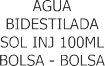 AGUA
BIDESTILADA
SOL INJ 100ML
BOLSA - BOLSA